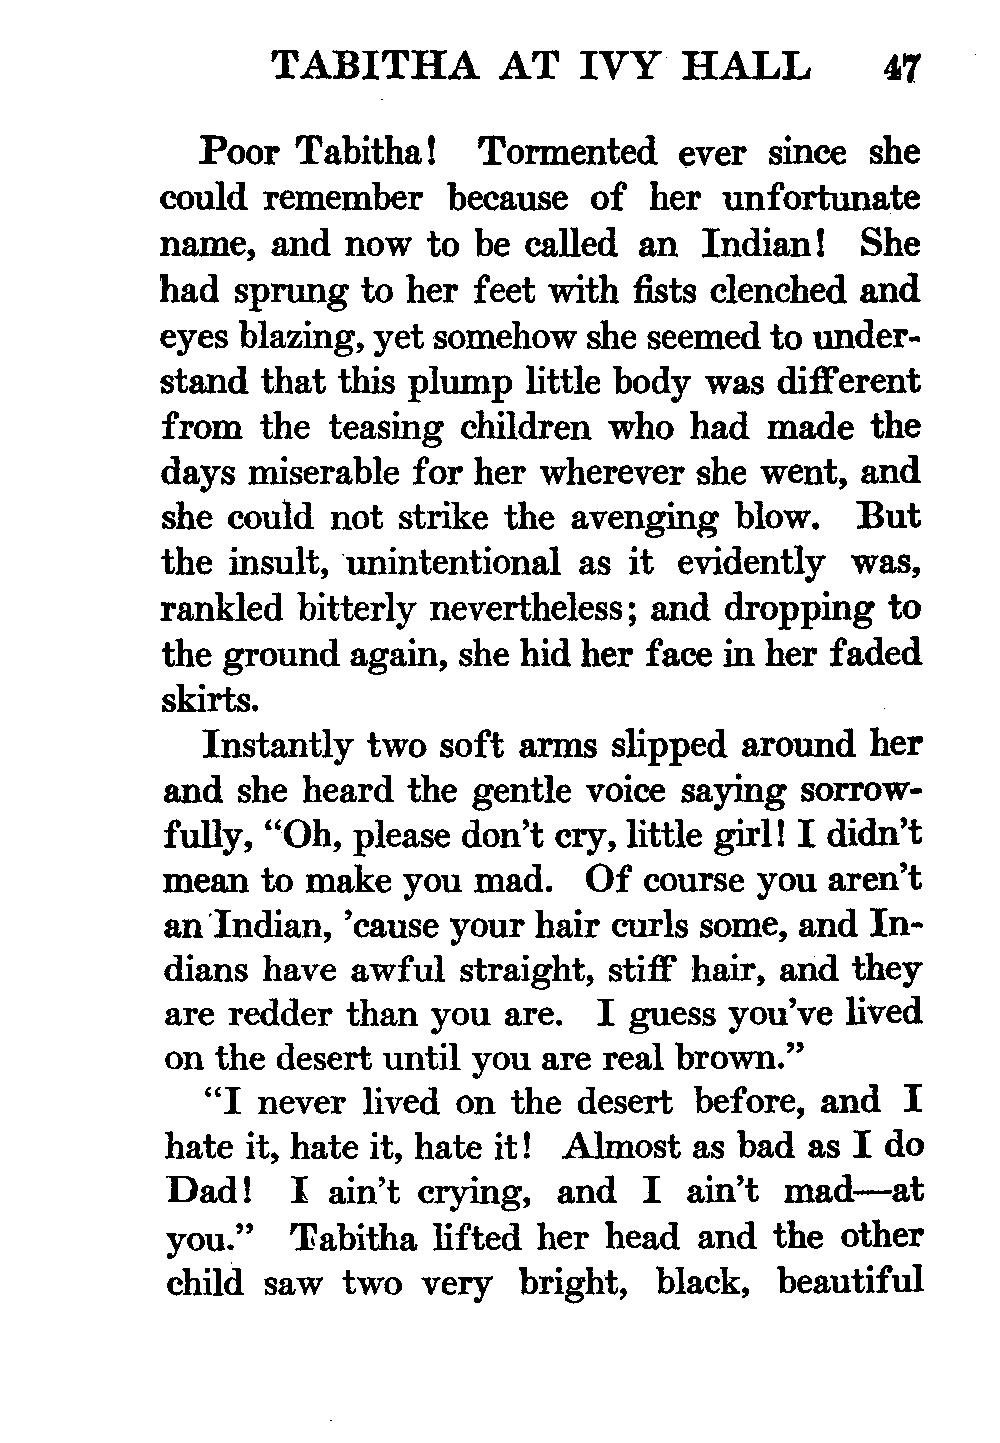 TABITHA AT IVY HALL 47
Poor Tabitha! Tormented ever since she
could remember because of her unfortunate
name, and now to be called an Indian! She
had sprung to her feet with fists clenched and
eyes blazing, yet somehow she seemed to under-
stand that this plump little body was different
from the teasing children who had made the
days miserable for her wherever she went, and
she could not strike the avenging blow. But
the insult, unintentional as it evidently was,
rankled bitterly nevertheless; and dropping to
the ground again, she hid her face in her faded
skirts.
Instantly two soft arms slipped around her
and she heard the gentle voice saying sorrow-
fully, “Oh, please don’t cry, little girl! I didn’t
mean to make you mad. Of course you aren’t
an Indian, ’cause your hair curls some, and In-
dians have awful straight, stiff hair, and they
are redder than you are. I guess you’ve lived
on the desert until you are real brown.”
“I never lived on the desert before, and I
hate it, hate it, hate it! Almost as bad as I do
Dad! I ain’t crying, and I ain’t mad—at
you.” Tabitha lifted her head and the other
child saw two very bright, black, beautiful